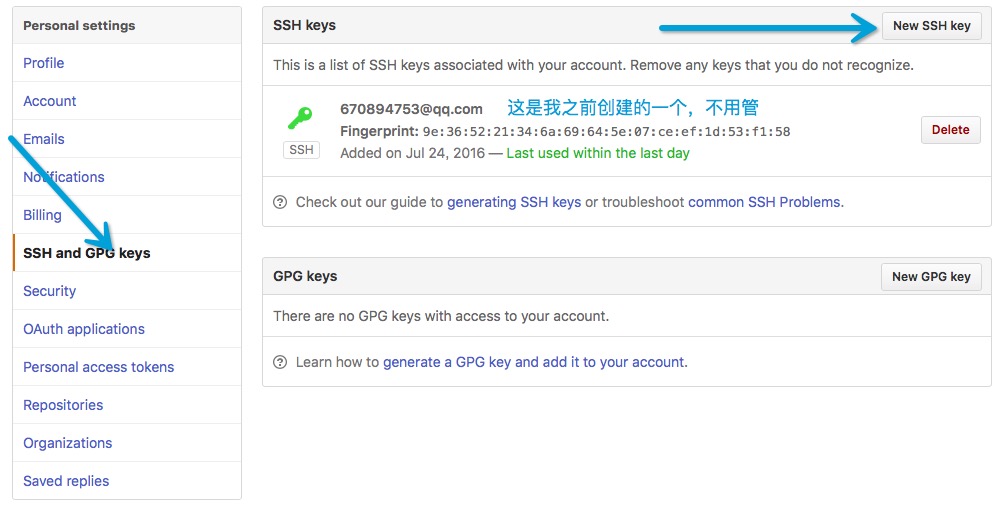 Personal settings
Profile
Account
Emails
Notifications
Billing
SSH and GPG keys
Security
OAuth applications
Personal access tokens
Repositories
Organizations
Saved replies
SSH keys
New SSH key
This is a list of SSH keys associated with your account. Remove any keys that you do not recognize.
670894753@qq.com 这是我之前创建的一个，不用管
Fingerprint: 9e:36:52:21:34:6a:69:64:5e:07:ce:ef:1d:53:f1:58
SSH
Added on Jul 24, 2016 — Last used within the last day
Delete
Check out our guide to generating SSH keys or troubleshoot common SSH Problems.
GPG keys
New GPG key
There are no GPG keys with access to your account.
Learn how to generate a GPG key and add it to your account.